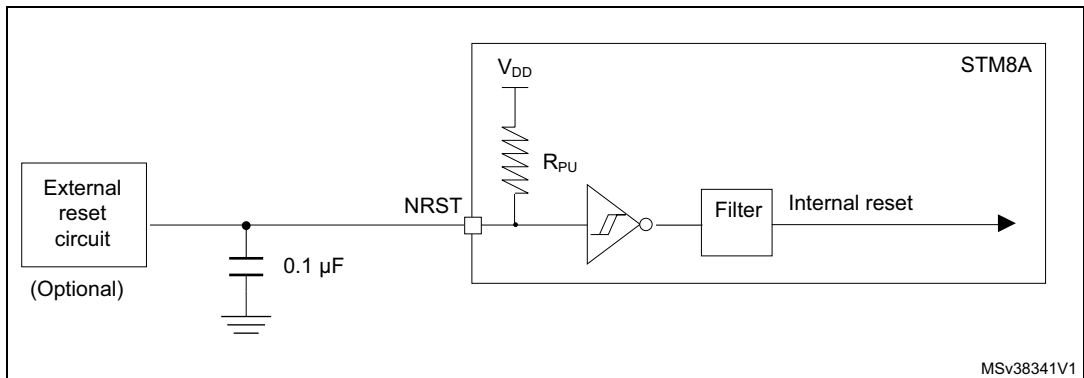 STM8A
VDD
RPU
External
reset
circuit
(Optional)
NRST
0.1 µF
Filter
Internal reset
MSv38341V1